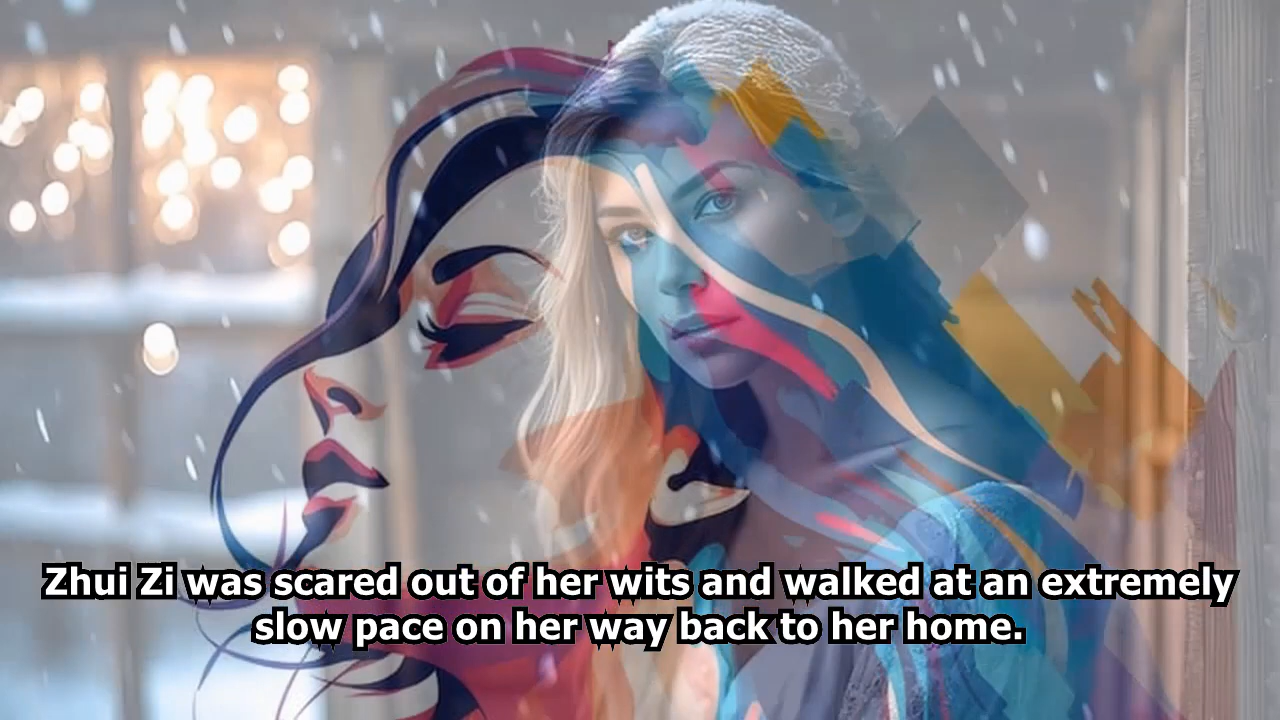 Zhui Zi was scared out of her wits and walked at an extremely
slow pace on her way back to her home.